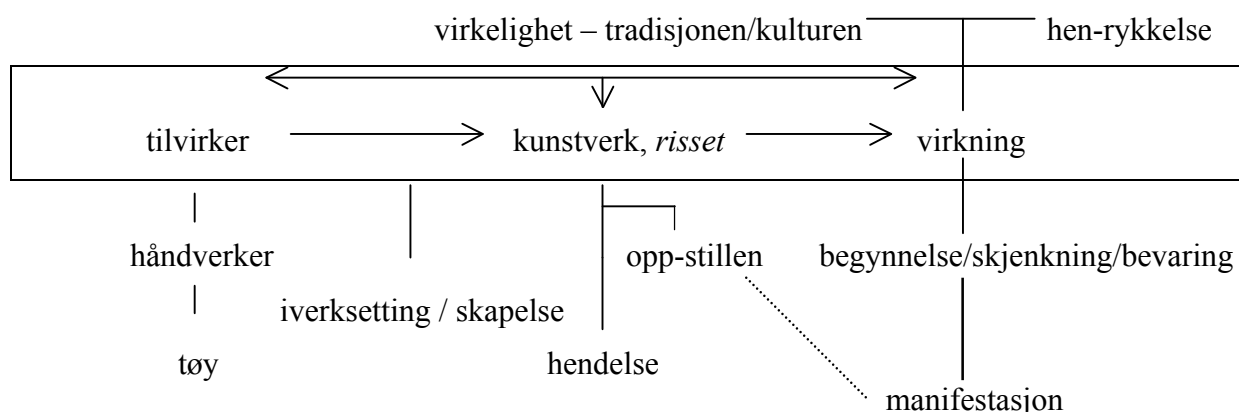 virkelighet – tradisjonen/kulturen hen-rykkelse
tilvirker kunstverk, risset virkning
håndverker opp-stillen begynnelse/skjenkning/bevaring
iverksetting / skapelse
tøy hendelse
manifestasjon